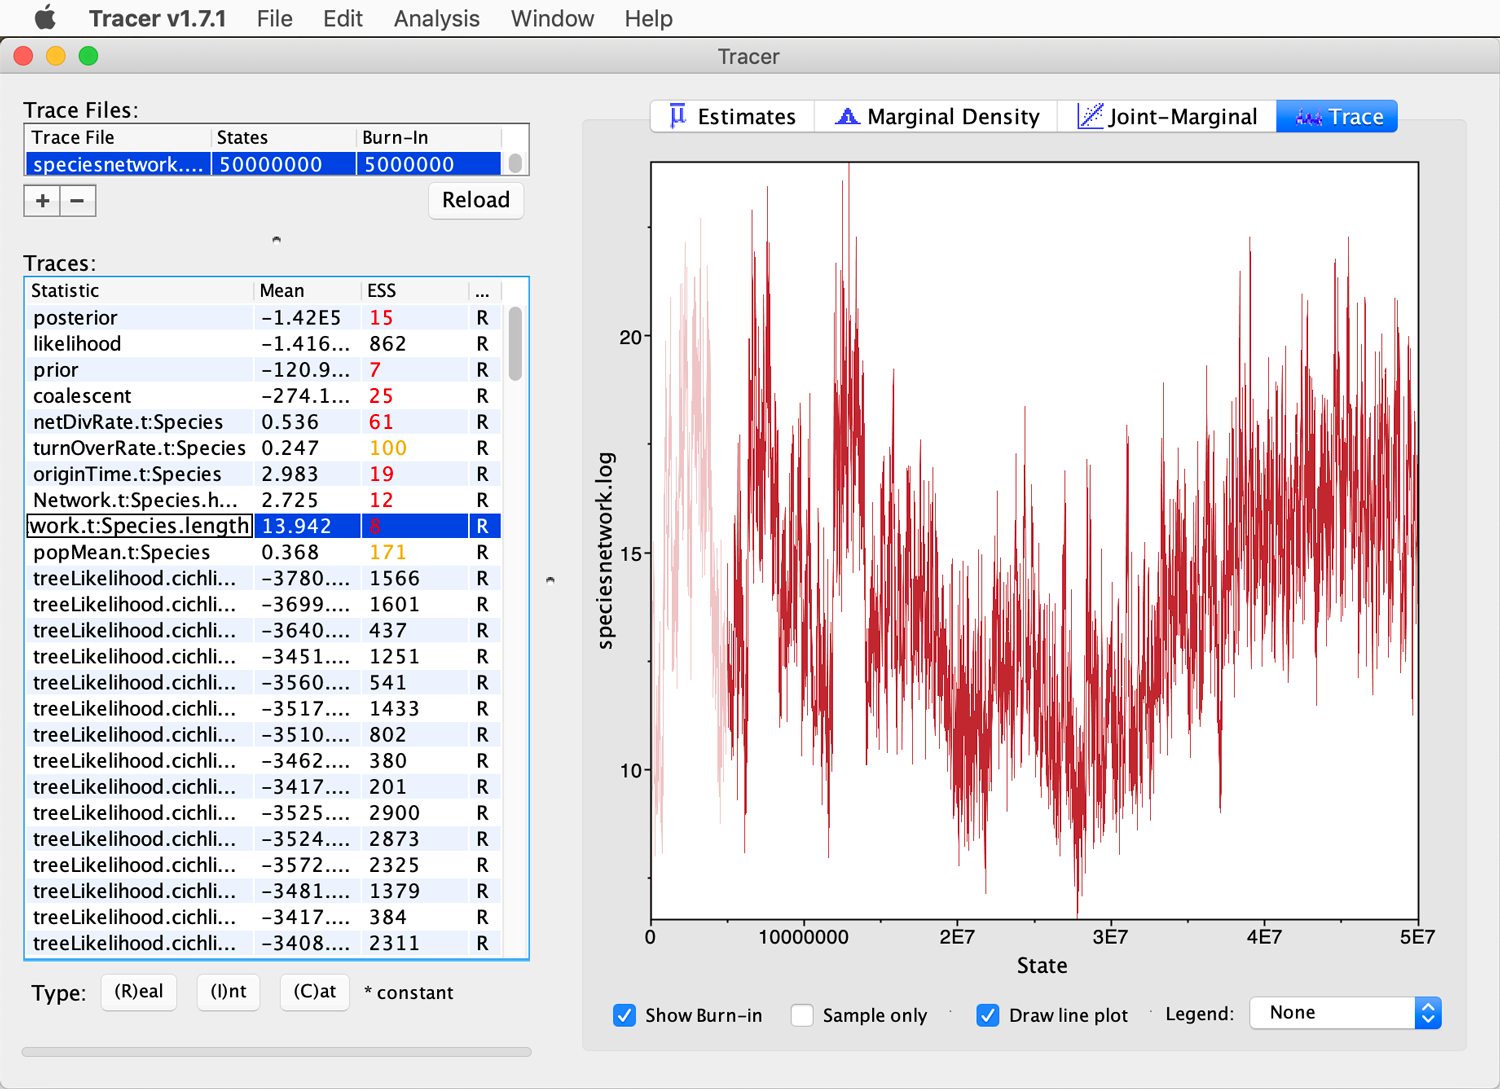 Tracer v1.7.1 File Edit Analysis Window Help
Tracer
Trace Files:
Trace File States Burn-In
speciesnetwork.... 50000000 5000000
+ − Reload
Traces:
Statistic Mean ESS ...
posterior −1.42E5 15 R
likelihood −1.416... 862 R
prior −120.9... 7 R
coalescent −274.1... 25 R
netDivRate.t:Species 0.536 61 R
turnOverRate.t:Species 0.247 100 R
originTime.t:Species 2.983 19 R
Network.t:Species.h... 2.725 12 R
work.t:Species.length 13.942 8 R
popMean.t:Species 0.368 171 R
treeLikelihood.cichli... −3780.... 1566 R
treeLikelihood.cichli... −3699.... 1601 R
treeLikelihood.cichli... −3640.... 437 R
treeLikelihood.cichli... −3451.... 1251 R
treeLikelihood.cichli... −3560.... 541 R
treeLikelihood.cichli... −3517.... 1433 R
treeLikelihood.cichli... −3510.... 802 R
treeLikelihood.cichli... −3462.... 380 R
treeLikelihood.cichli... −3417.... 201 R
treeLikelihood.cichli... −3525.... 2900 R
treeLikelihood.cichli... −3524.... 2873 R
treeLikelihood.cichli... −3572.... 2325 R
treeLikelihood.cichli... −3481.... 1379 R
treeLikelihood.cichli... −3417.... 384 R
treeLikelihood.cichli... −3408.... 2311 R
Type: (R)eal (I)nt (C)at * constant
Estimates Marginal Density Joint-Marginal Trace
speciesnetwork.log
20
15
10
0 10000000 2E7 3E7 4E7 5E7
State
Show Burn-in Sample only Draw line plot Legend: None